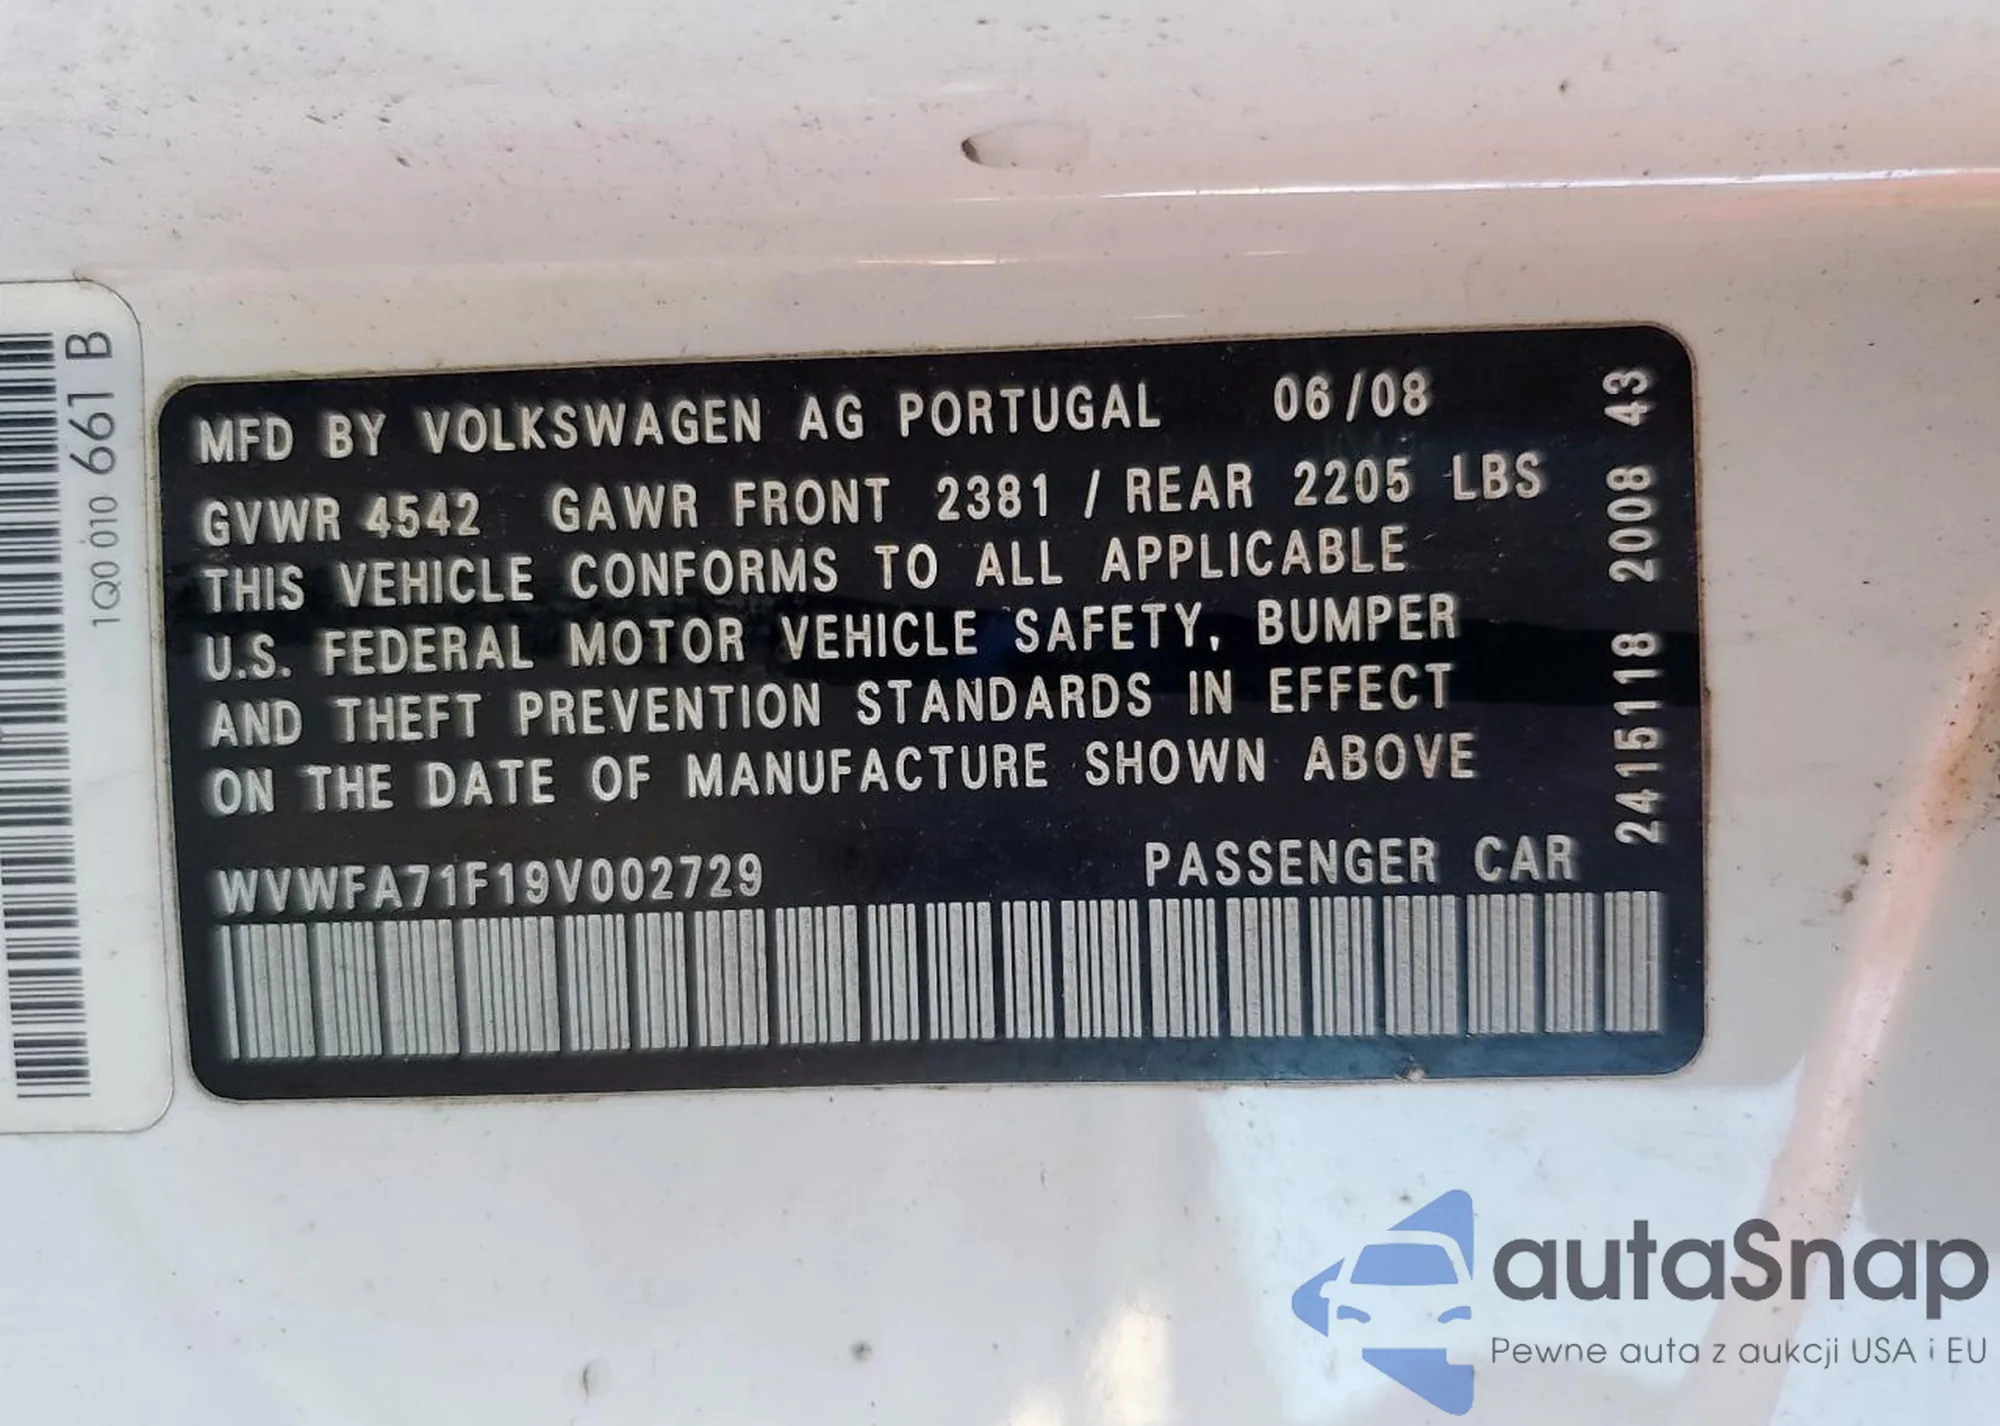 1Q0 010 661 B
MFD BY VOLKSWAGEN AG PORTUGAL 06/08
GVWR 4542 GAWR FRONT 2381 / REAR 2205 LBS
THIS VEHICLE CONFORMS TO ALL APPLICABLE
U.S. FEDERAL MOTOR VEHICLE SAFETY, BUMPER
AND THEFT PREVENTION STANDARDS IN EFFECT
ON THE DATE OF MANUFACTURE SHOWN ABOVE
WVWFA71F19V002729 PASSENGER CAR
2415118 2008 43
autaSnap
Pewne auta z aukcji USA i EU